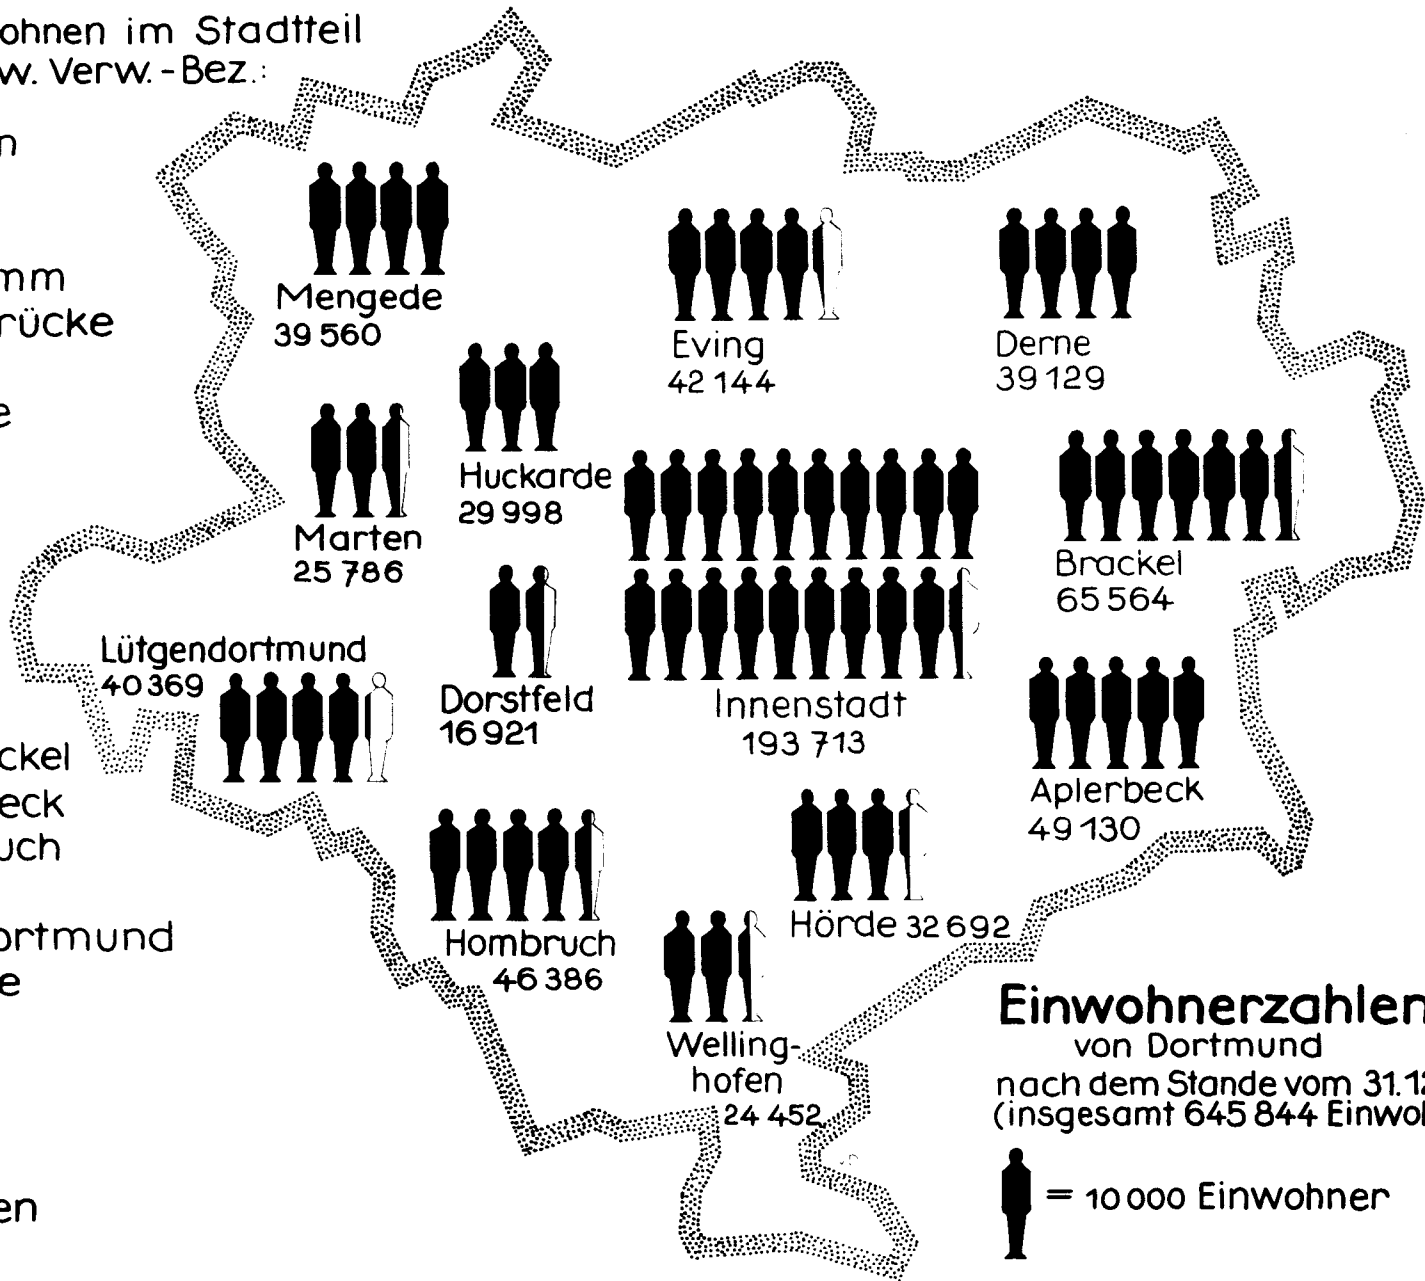 ohnen im Stadtteil
w. Verw.-Bez.:
n
mm
rücke
e
ckel
eck
uch
ortmund
e
en
Mengede
39 560
Eving
42 144
Derne
39 129
Huckarde
29 998
Marten
25 786
Brackel
65 564
Lütgendortmund
40 369
Dorstfeld
16 921
Innenstadt
193 713
Aplerbeck
49 130
Hombruch
46 386
Hörde 32 692
Welling-
hofen
24 452
Einwohnerzahlen
von Dortmund
nach dem Stande vom 31.12
(insgesamt 645 844 Einwoh
= 10 000 Einwohner